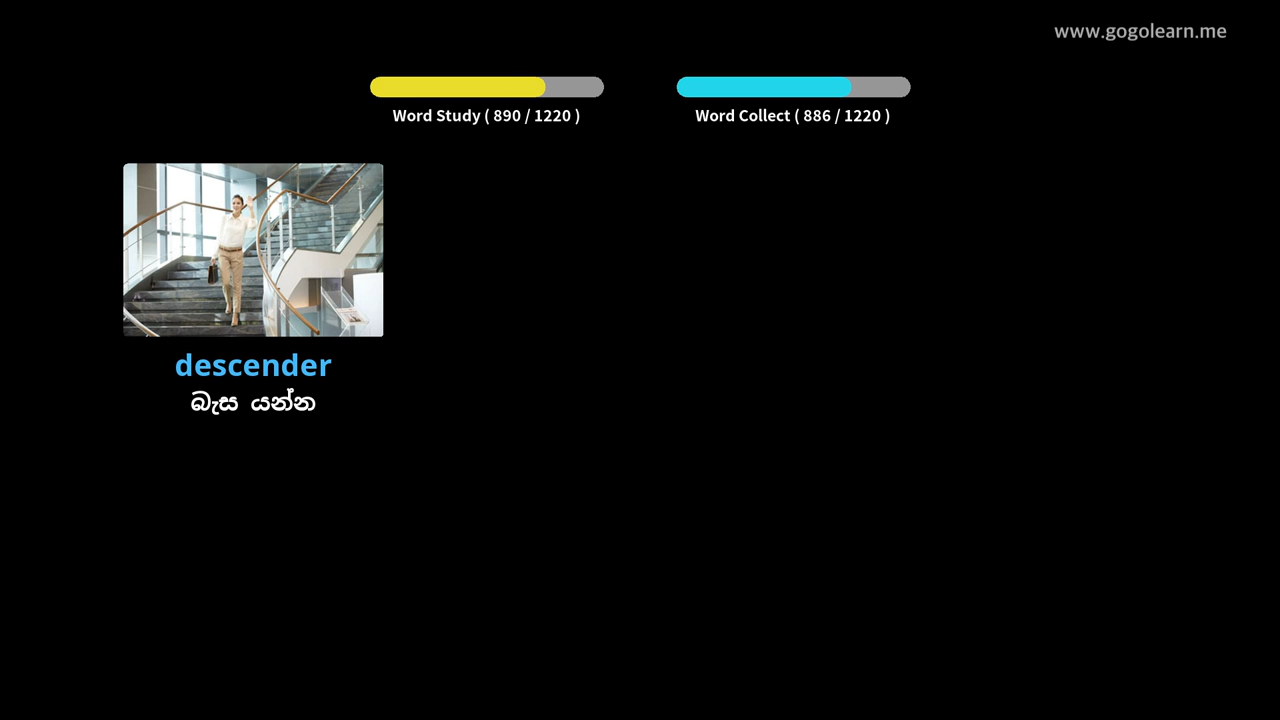 www.gogolearn.me
Word Study ( 890 / 1220 )
Word Collect ( 886 / 1220 )
descender
බැස යන්න